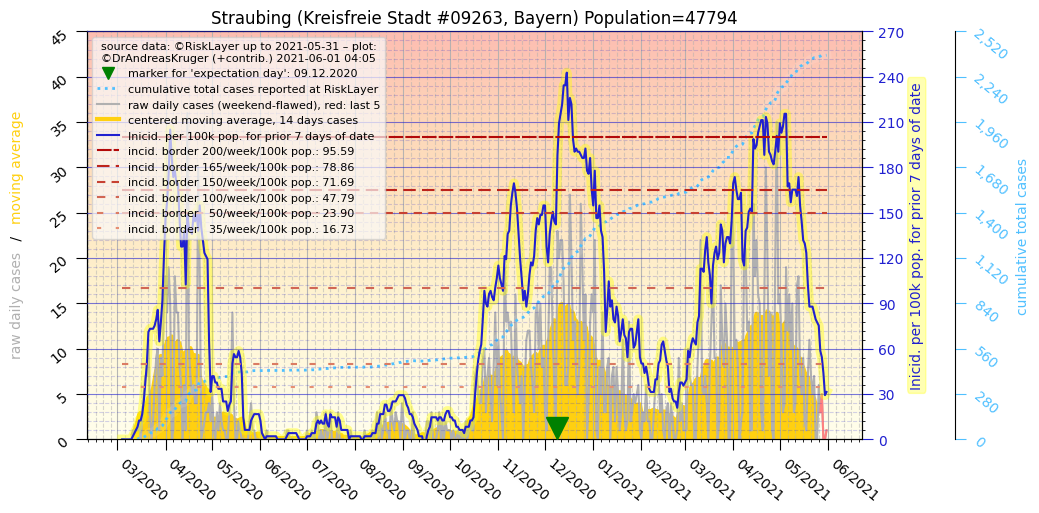 Straubing (Kreisfreie Stadt #09263, Bayern) Population=47794
source data: ©RiskLayer up to 2021-05-31 – plot:
©DrAndreasKruger (+contrib.) 2021-06-01 04:05
marker for 'expectation day': 09.12.2020
cumulative total cases reported at RiskLayer
raw daily cases (weekend-flawed), red: last 5
centered moving average, 14 days cases
Inicid. per 100k pop. for prior 7 days of date
incid. border 200/week/100k pop.: 95.59
incid. border 165/week/100k pop.: 78.86
incid. border 150/week/100k pop.: 71.69
incid. border 100/week/100k pop.: 47.79
incid. border 50/week/100k pop.: 23.90
incid. border 35/week/100k pop.: 16.73
raw daily cases / moving average
45
40
35
30
25
20
15
10
5
0
03/2020
04/2020
05/2020
06/2020
07/2020
08/2020
09/2020
10/2020
11/2020
12/2020
01/2021
02/2021
03/2021
04/2021
05/2021
06/2021
270
240
210
180
150
120
90
60
30
0
Inicid. per 100k pop. for prior 7 days of date
2,520
2,240
1,960
1,680
1,400
1,120
840
560
280
0
cumulative total cases